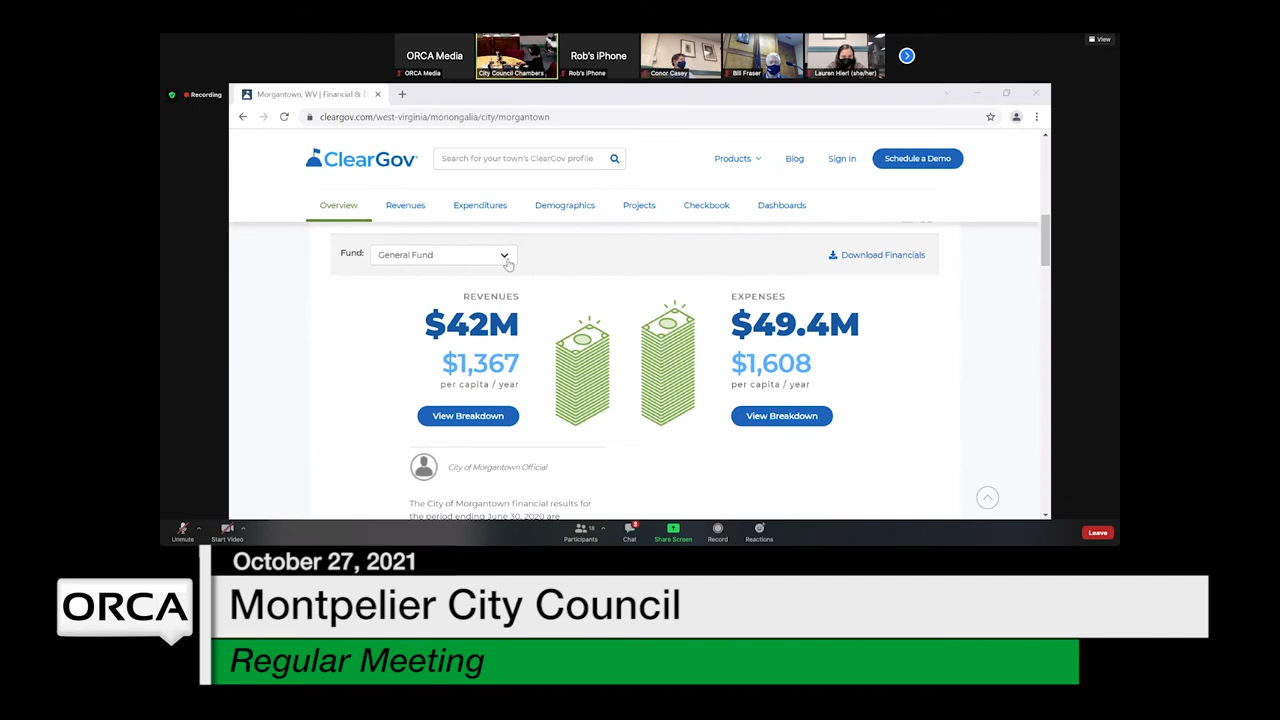 ORCA Media
Rob's iPhone
ORCA Media
City Council Chambers
Rob's iPhone
Conor Casey
Bill Fraser
Lauren Hierl (she/her)
View
Recording
Morgantown, WV | Financial & D
cleargov.com/west-virginia/monongalia/city/morgantown
ClearGov
Search for your town's ClearGov profile
Products
Blog
Sign In
Schedule a Demo
Overview
Revenues
Expenditures
Demographics
Projects
Checkbook
Dashboards
Fund:
General Fund
Download Financials
REVENUES
$42M
$1,367
per capita / year
View Breakdown
EXPENSES
$49.4M
$1,608
per capita / year
View Breakdown
City of Morgantown Official
The City of Morgantown financial results for
the period ending June 30, 2020 are
Unmute
Start Video
Participants
Chat
Share Screen
Record
Reactions
Leave
October 27, 2021
ORCA
Montpelier City Council
Regular Meeting